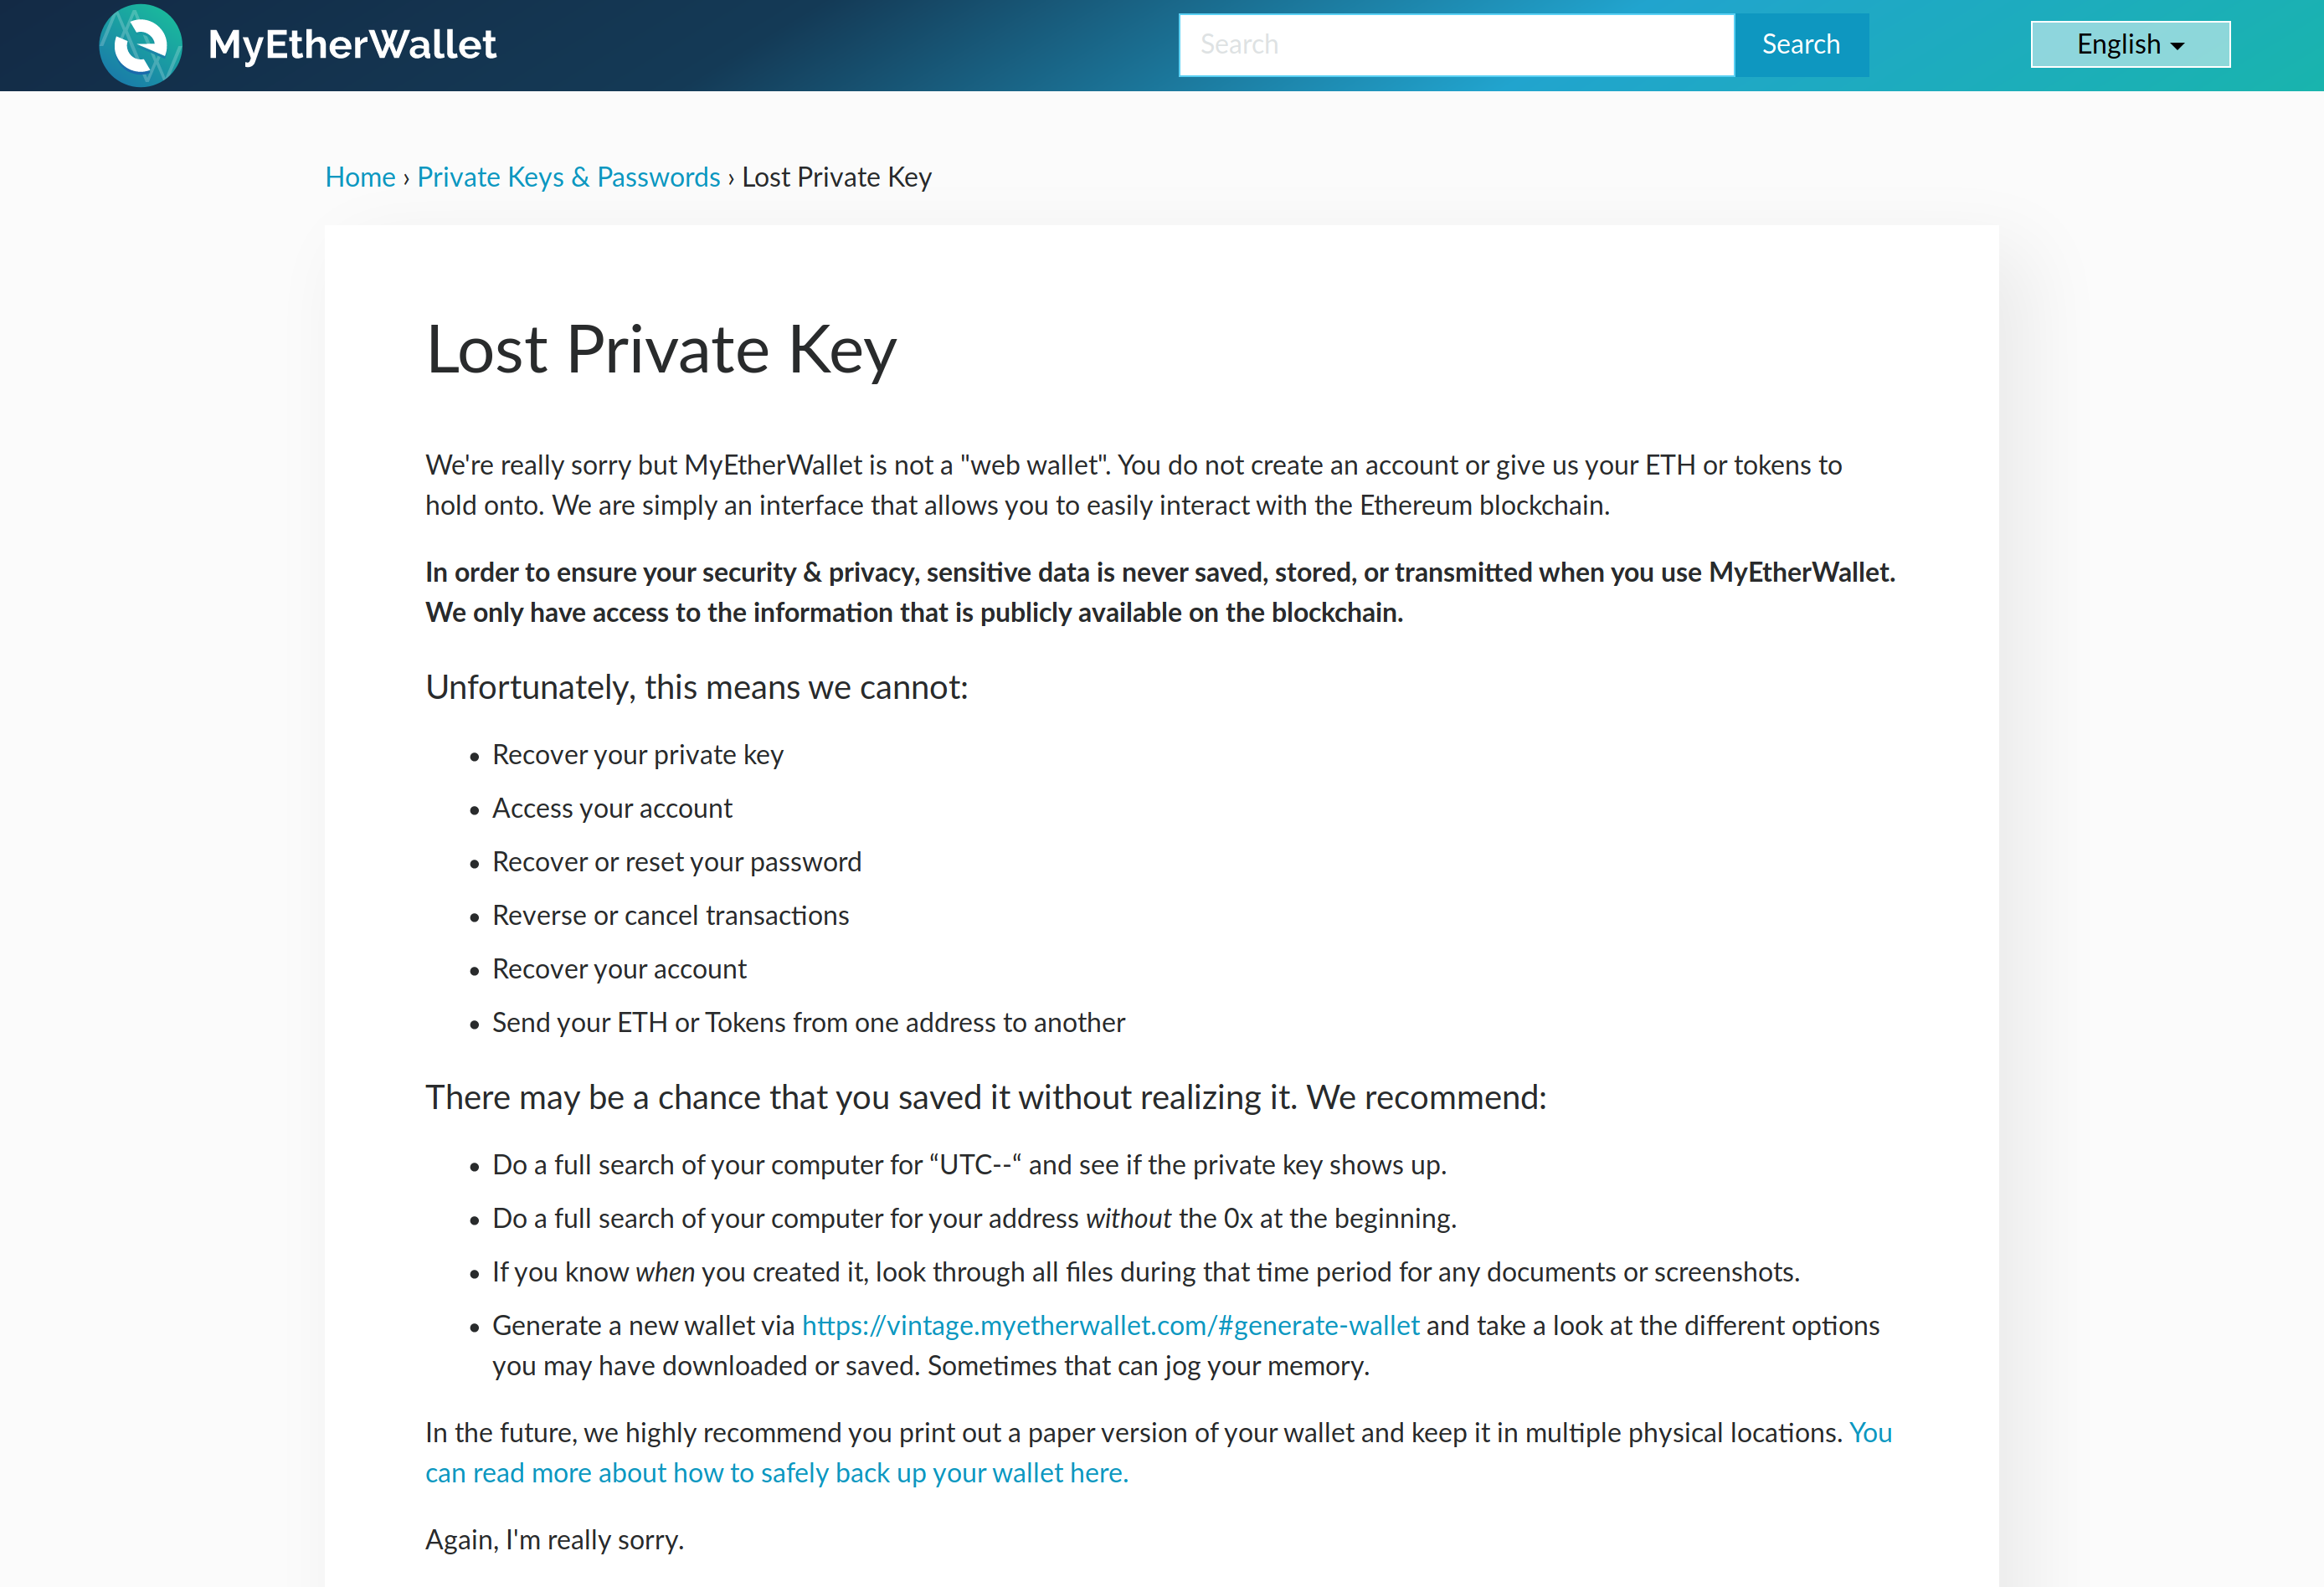 MyEtherWallet
Search
Search
English
Home › Private Keys & Passwords › Lost Private Key
Lost Private Key
We're really sorry but MyEtherWallet is not a "web wallet". You do not create an account or give us your ETH or tokens to
hold onto. We are simply an interface that allows you to easily interact with the Ethereum blockchain.
In order to ensure your security & privacy, sensitive data is never saved, stored, or transmitted when you use MyEtherWallet.
We only have access to the information that is publicly available on the blockchain.
Unfortunately, this means we cannot:
• Recover your private key
• Access your account
• Recover or reset your password
• Reverse or cancel transactions
• Recover your account
• Send your ETH or Tokens from one address to another
There may be a chance that you saved it without realizing it. We recommend:
• Do a full search of your computer for “UTC--“ and see if the private key shows up.
• Do a full search of your computer for your address without the 0x at the beginning.
• If you know when you created it, look through all files during that time period for any documents or screenshots.
• Generate a new wallet via https://vintage.myetherwallet.com/#generate-wallet and take a look at the different options
you may have downloaded or saved. Sometimes that can jog your memory.
In the future, we highly recommend you print out a paper version of your wallet and keep it in multiple physical locations. You
can read more about how to safely back up your wallet here.
Again, I'm really sorry.